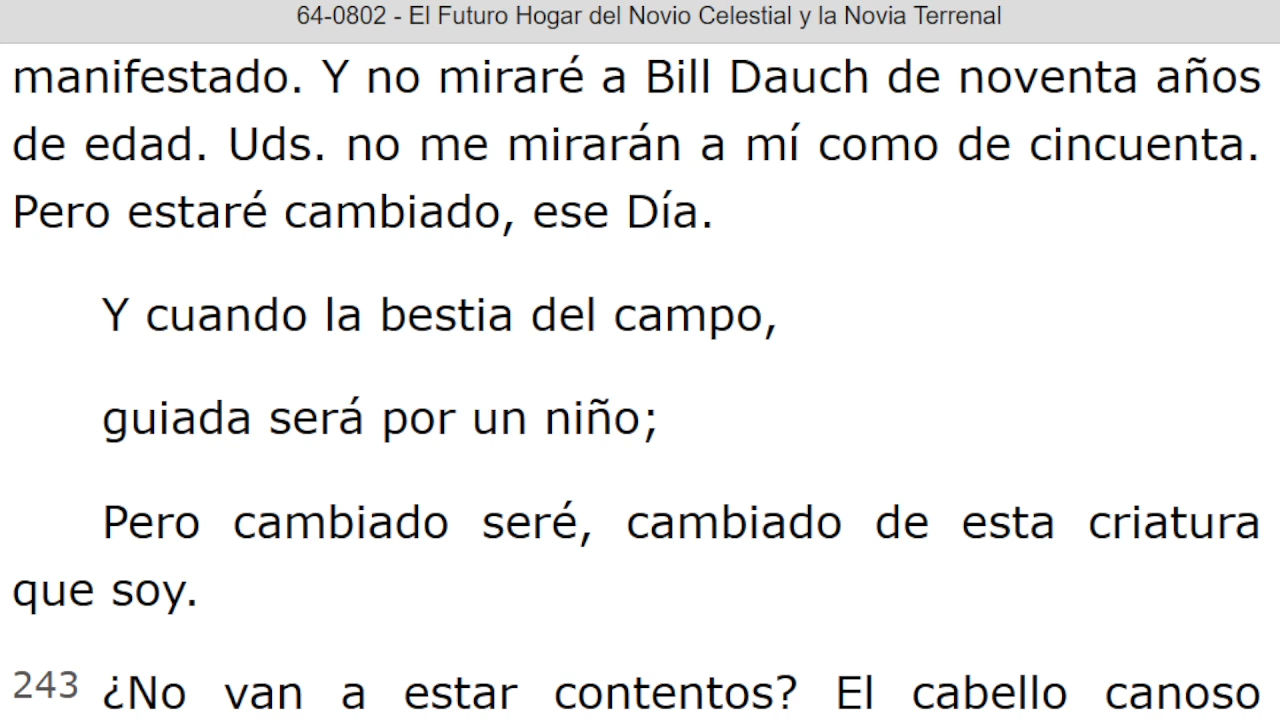 64-0802 - El Futuro Hogar del Novio Celestial y la Novia Terrenal
manifestado. Y no miraré a Bill Dauch de noventa años
de edad. Uds. no me mirarán a mí como de cincuenta.
Pero estaré cambiado, ese Día.
Y cuando la bestia del campo,
guiada será por un niño;
Pero cambiado seré, cambiado de esta criatura
que soy.
243 ¿No van a estar contentos? El cabello canoso